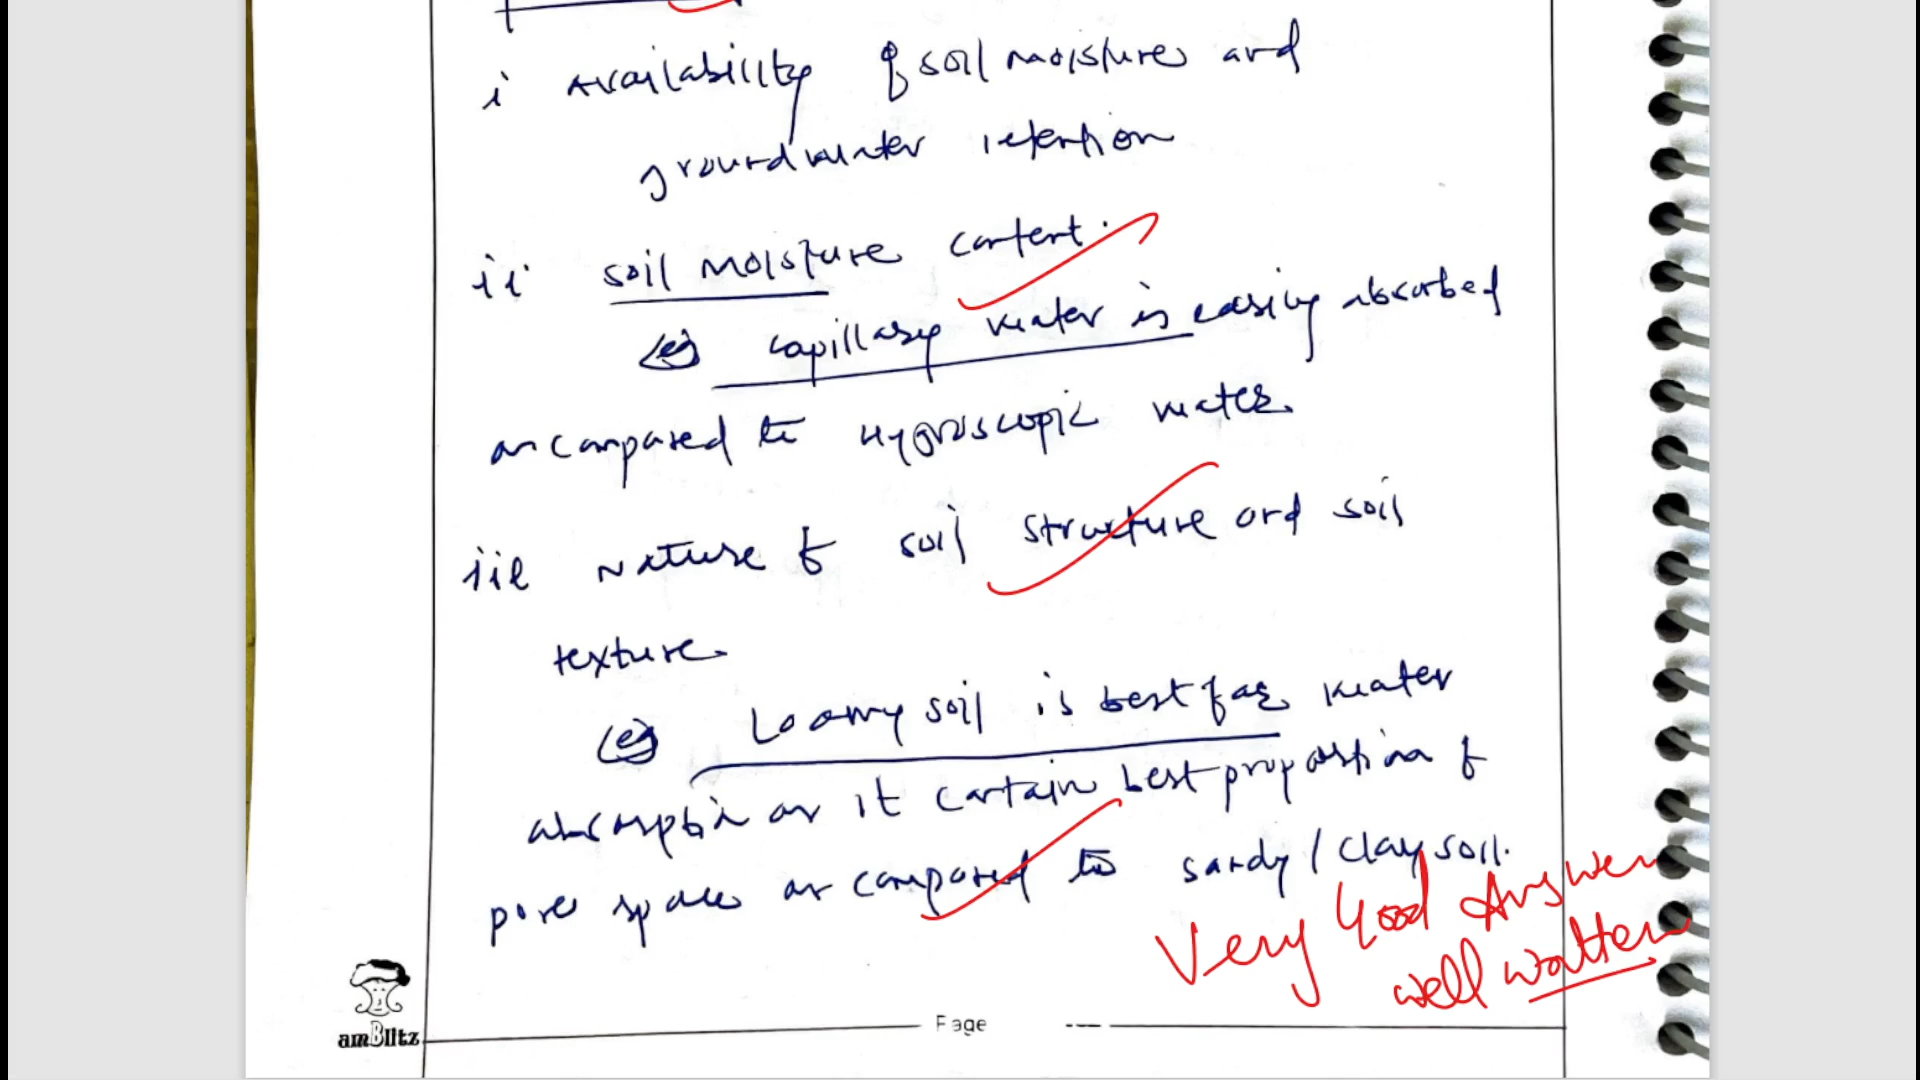 i availability of soil moisture and
groundwater retention
ii soil moisture content.
(eg) capillary water is easily absorbed
as compared to Hygroscopic water
iii Nature of soil structure and soil
texture
(eg) Loamy soil is best for water
absorption as it contain best proportion of
pore space as compared to sandy/clay soil.
Very Good Answer
well written
amBlitz
Page